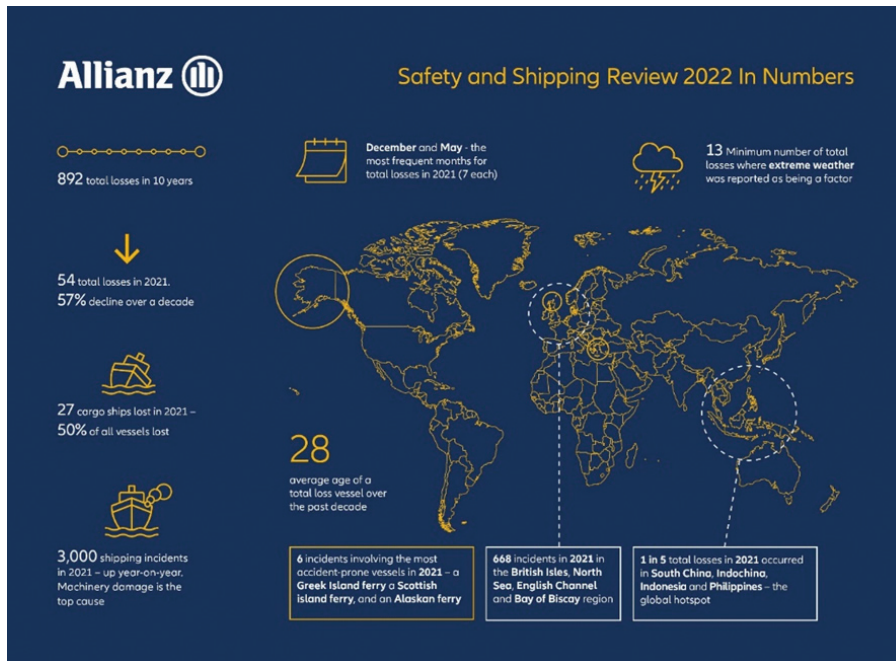 Allianz
Safety and Shipping Review 2022 In Numbers
892 total losses in 10 years
December and May - the
most frequent months for
total losses in 2021 (7 each)
13 Minimum number of total
losses where extreme weather
was reported as being a factor
54 total losses in 2021.
57% decline over a decade
27 cargo ships lost in 2021 –
50% of all vessels lost
28
average age of a
total loss vessel over
the past decade
3,000 shipping incidents
in 2021 – up year-on-year.
Machinery damage is the
top cause
6 incidents involving the most
accident-prone vessels in 2021 – a
Greek Island ferry a Scottish
island ferry, and an Alaskan ferry
668 incidents in 2021 in
the British Isles, North
Sea, English Channel
and Bay of Biscay region
1 in 5 total losses in 2021 occurred
in South China, Indochina,
Indonesia and Philippines – the
global hotspot